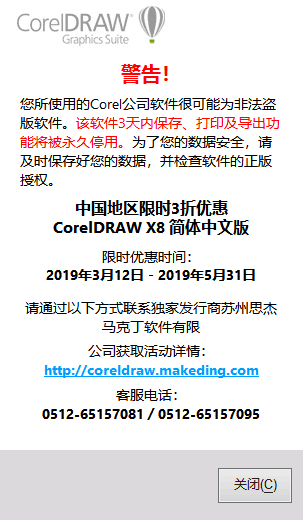 CorelDRAW
Graphics Suite
警告！
您所使用的Corel公司软件很可能为非法盗
版软件。该软件3天内保存、打印及导出功
能将被永久停用。为了您的数据安全，请
及时保存好您的数据，并检查软件的正版
授权。
中国地区限时3折优惠
CorelDRAW X8 简体中文版
限时优惠时间：
2019年3月12日 - 2019年5月31日
请通过以下方式联系独家发行商苏州思杰
马克丁软件有限
公司获取活动详情：
http://coreldraw.makeding.com
客服电话：
0512-65157081 / 0512-65157095
关闭(C)